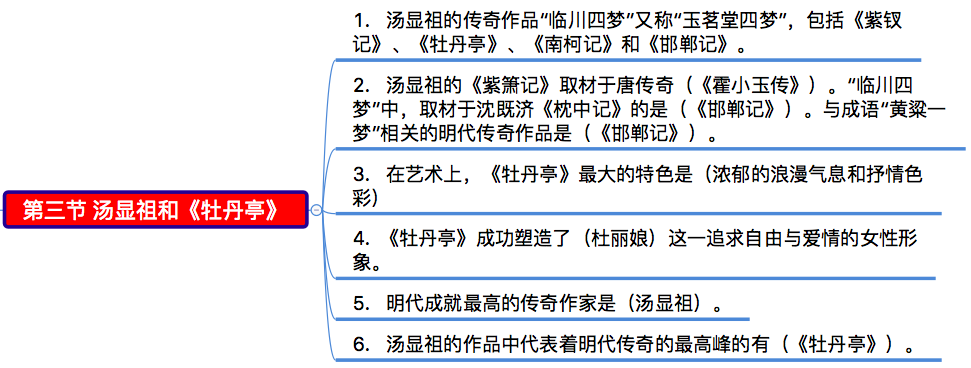 第三节 汤显祖和《牡丹亭》
1. 汤显祖的传奇作品“临川四梦”又称“玉茗堂四梦”，包括《紫钗
记》、《牡丹亭》、《南柯记》和《邯郸记》。
2. 汤显祖的《紫箫记》取材于唐传奇（《霍小玉传》）。“临川四
梦”中，取材于沈既济《枕中记》的是（《邯郸记》）。与成语“黄粱一
梦”相关的明代传奇作品是（《邯郸记》）。
3. 在艺术上，《牡丹亭》最大的特色是（浓郁的浪漫气息和抒情色
彩）
4. 《牡丹亭》成功塑造了（杜丽娘）这一追求自由与爱情的女性形
象。
5. 明代成就最高的传奇作家是（汤显祖）。
6. 汤显祖的作品中代表着明代传奇的最高峰的有（《牡丹亭》）。